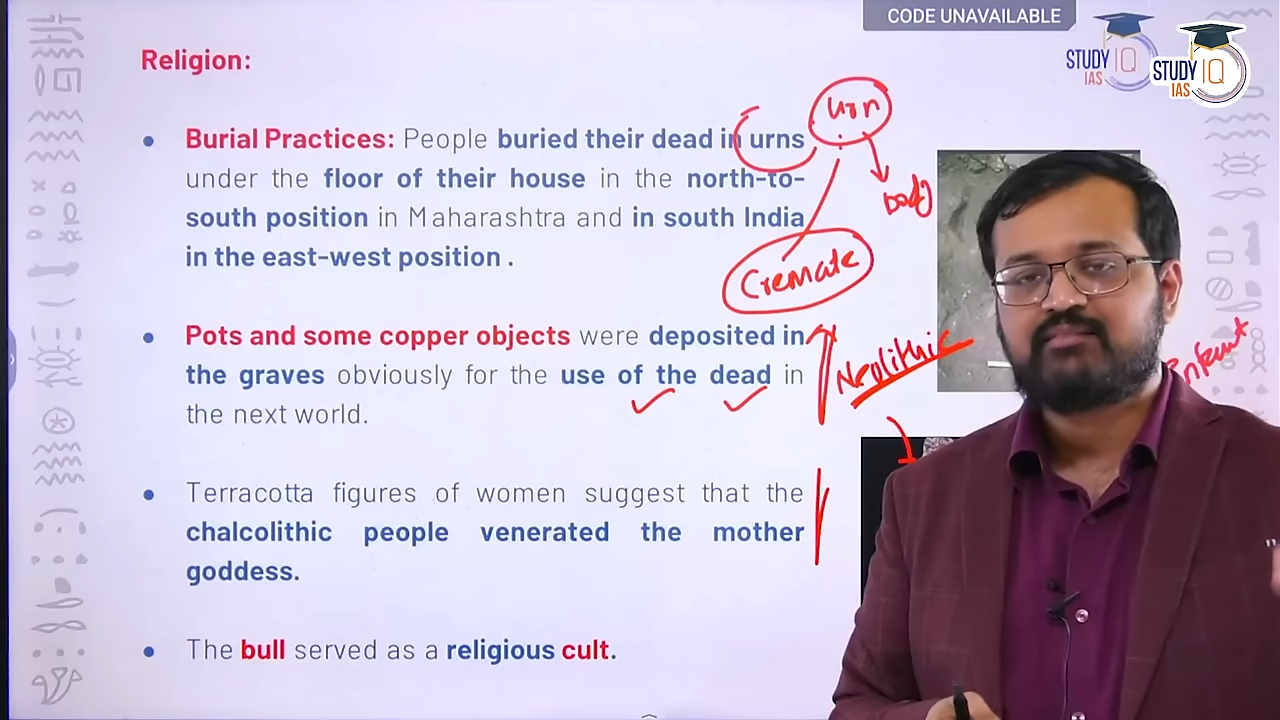 CODE UNAVAILABLE
STUDY IQ
IAS
STUDY IQ
IAS
Religion:
urn
• Burial Practices: People buried their dead in urns
under the floor of their house in the north-to-
south position in Maharashtra and in south India
in the east-west position .
body
Cremate
• Pots and some copper objects were deposited in
the graves obviously for the use of the dead in
the next world.
Neolithic
• Terracotta figures of women suggest that the
chalcolithic people venerated the mother
goddess.
• The bull served as a religious cult.